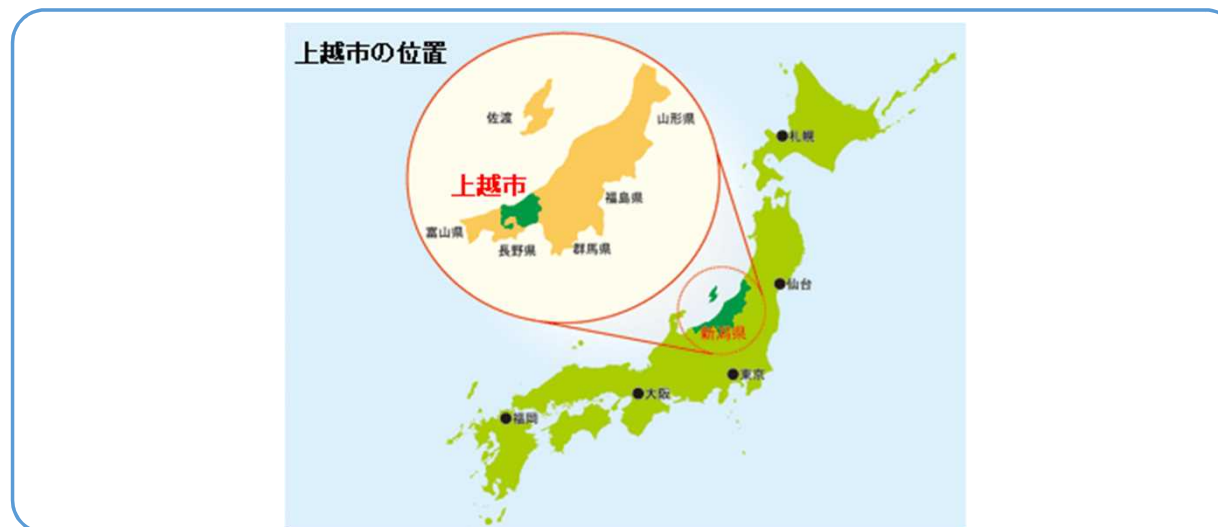 上越市の位置
佐渡
山形県
上越市
福島県
富山県
長野県
群馬県
札幌
仙台
新潟県
東京
大阪
福岡